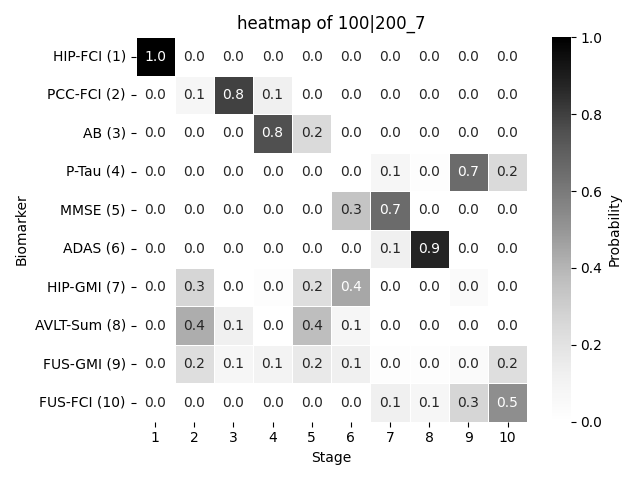 heatmap of 100|200_7
HIP-FCI (1) 1.0 0.0 0.0 0.0 0.0 0.0 0.0 0.0 0.0 0.0
PCC-FCI (2) 0.0 0.1 0.8 0.1 0.0 0.0 0.0 0.0 0.0 0.0
AB (3) 0.0 0.0 0.0 0.8 0.2 0.0 0.0 0.0 0.0 0.0
P-Tau (4) 0.0 0.0 0.0 0.0 0.0 0.0 0.1 0.0 0.7 0.2
MMSE (5) 0.0 0.0 0.0 0.0 0.0 0.3 0.7 0.0 0.0 0.0
ADAS (6) 0.0 0.0 0.0 0.0 0.0 0.0 0.1 0.9 0.0 0.0
HIP-GMI (7) 0.0 0.3 0.0 0.0 0.2 0.4 0.0 0.0 0.0 0.0
AVLT-Sum (8) 0.0 0.4 0.1 0.0 0.4 0.1 0.0 0.0 0.0 0.0
FUS-GMI (9) 0.0 0.2 0.1 0.1 0.2 0.1 0.0 0.0 0.0 0.2
FUS-FCI (10) 0.0 0.0 0.0 0.0 0.0 0.0 0.1 0.1 0.3 0.5
1 2 3 4 5 6 7 8 9 10
Stage
Biomarker
1.0
0.8
0.6
0.4
0.2
0.0
Probability